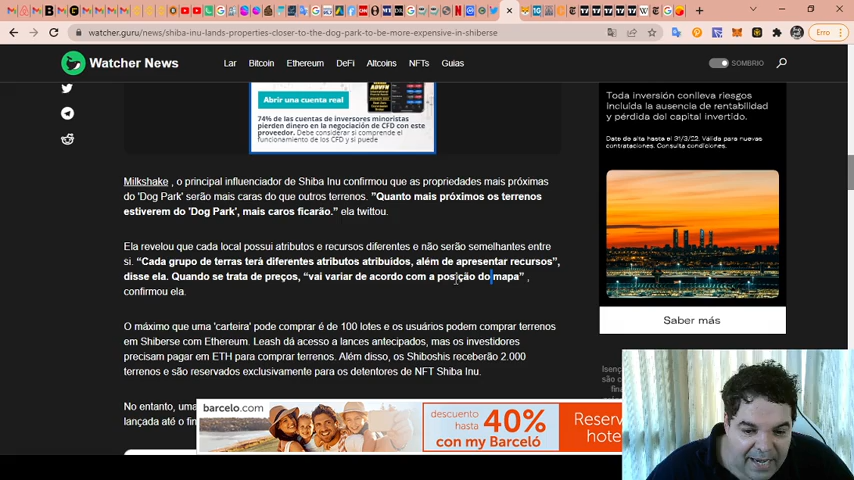 Erro
watcher.guru/news/shiba-inu-lands-properties-closer-to-the-dog-park-to-be-more-expensive-in-shiberse
Watcher News
Lar
Bitcoin
Ethereum
DeFi
Altcoins
NFTs
Guias
SOMBRIO
Abrir una cuenta real
74% de las cuentas de inversores minoristas
pierden dinero en la negociación de CFD con este
proveedor. Debe considerar si comprende el
funcionamiento de los CFD y si puede
Milkshake , o principal influenciador de Shiba Inu confirmou que as propriedades mais próximas
do 'Dog Park' serão mais caras do que outros terrenos. "Quanto mais próximos os terrenos
estiverem do 'Dog Park', mais caros ficarão." ela twittou.
Ela revelou que cada local possui atributos e recursos diferentes e não serão semelhantes entre
si. “Cada grupo de terras terá diferentes atributos atribuídos, além de apresentar recursos”,
disse ela. Quando se trata de preços, “vai variar de acordo com a posição do mapa” ,
confirmou ela.
O máximo que uma 'carteira' pode comprar é de 100 lotes e os usuários podem comprar terrenos
em Shiberse com Ethereum. Leash dá acesso a lances antecipados, mas os investidores
precisam pagar em ETH para comprar terrenos. Além disso, os Shiboshis receberão 2.000
terrenos e são reservados exclusivamente para os detentores de NFT Shiba Inu.
No entanto, uma
lançada até o fin
Toda inversión conlleva riesgos
incluida la ausencia de rentabilidad
y pérdida del capital invertido.
Date de alta hasta el 31/3/22. Válida para nuevas
contrataciones. Consulta condiciones.
Saber más
Isenç
são c
barcelo.com
descuento
hasta
40%
con my Barceló
Reserv
hote